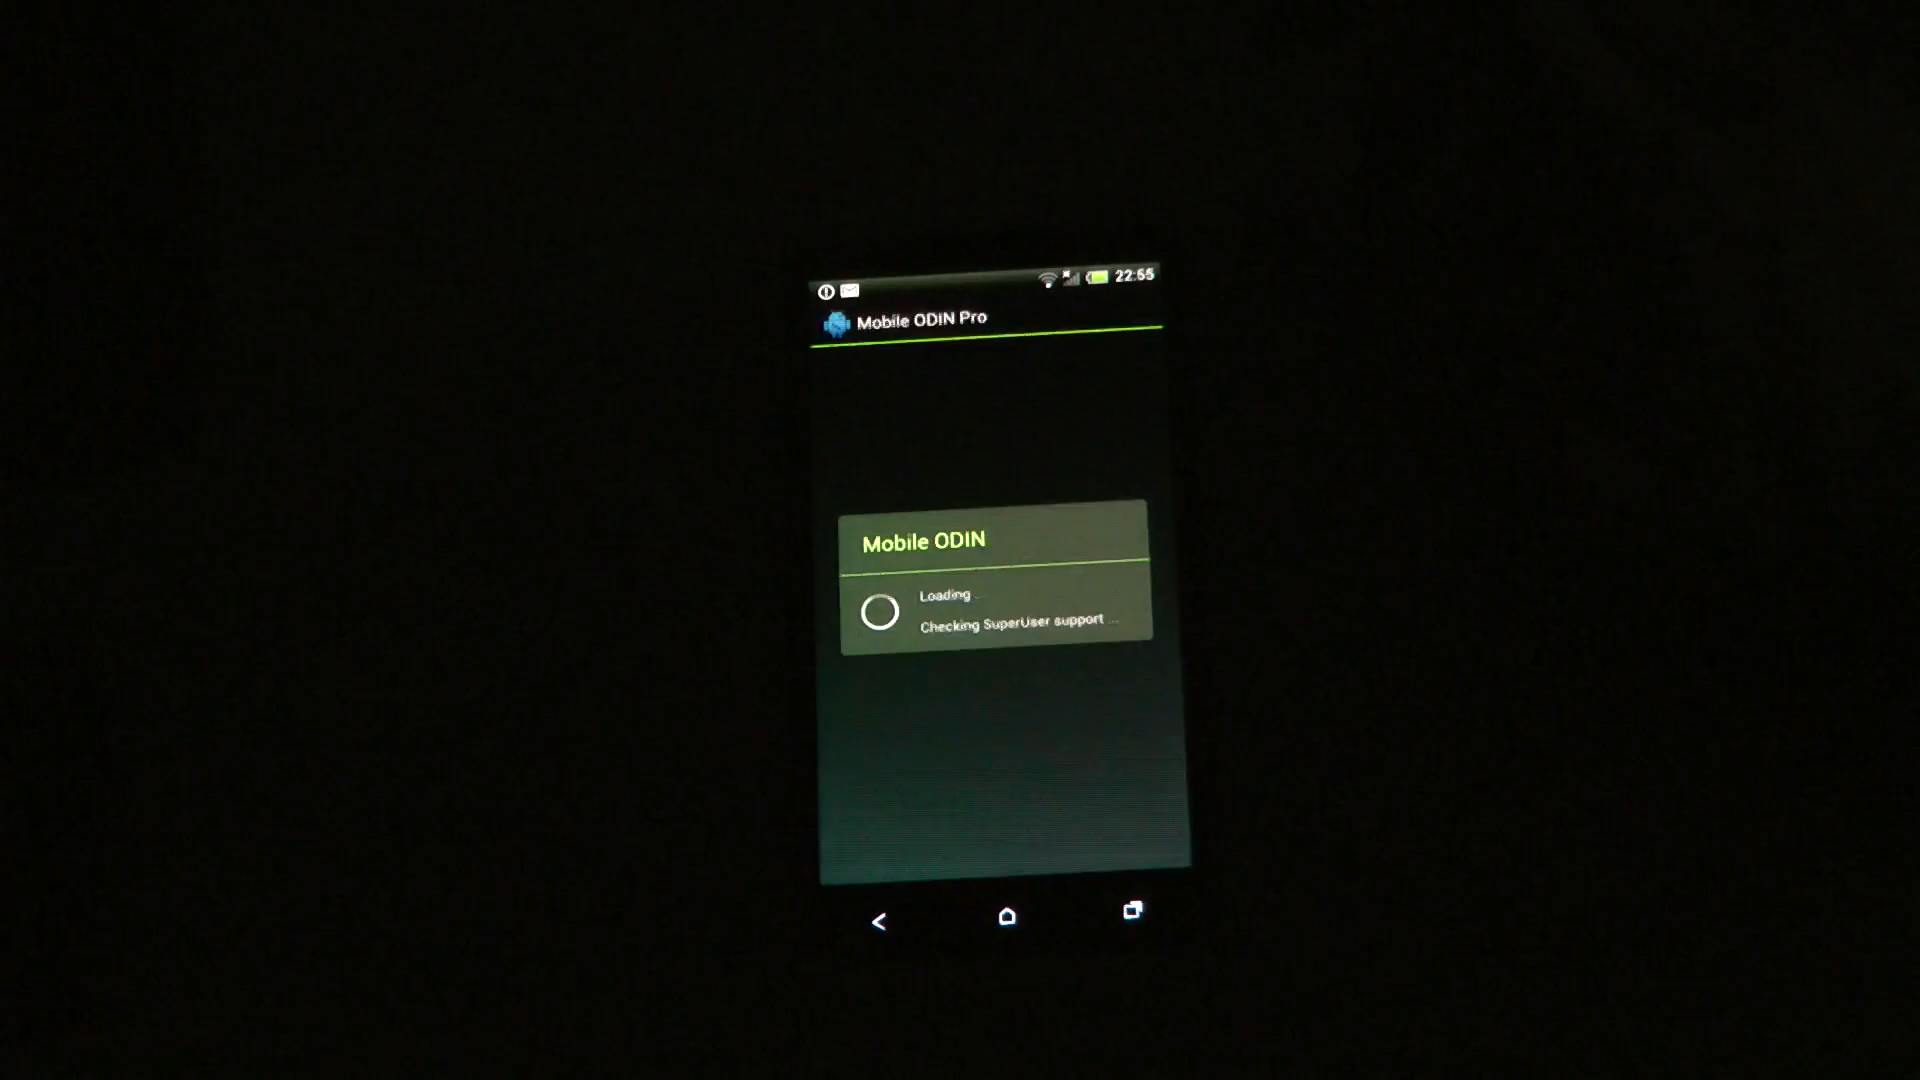 22:55
Mobile ODIN Pro
Mobile ODIN
Loading ...
Checking SuperUser support ...